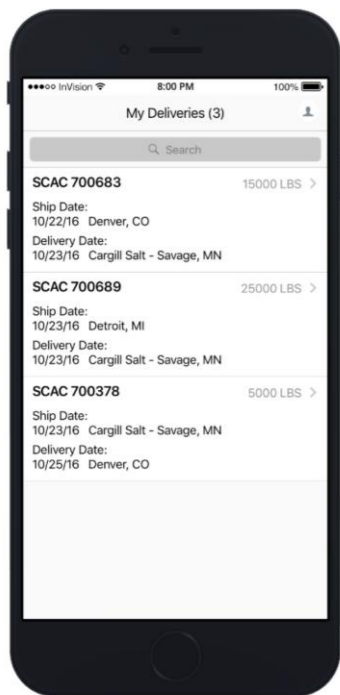 InVision 8:00 PM 100%
My Deliveries (3)
Search
SCAC 700683 15000 LBS >
Ship Date:
10/22/16 Denver, CO
Delivery Date:
10/23/16 Cargill Salt - Savage, MN
SCAC 700689 25000 LBS >
Ship Date:
10/23/16 Detroit, MI
Delivery Date:
10/23/16 Cargill Salt - Savage, MN
SCAC 700378 5000 LBS >
Ship Date:
10/23/16 Cargill Salt - Savage, MN
Delivery Date:
10/25/16 Denver, CO